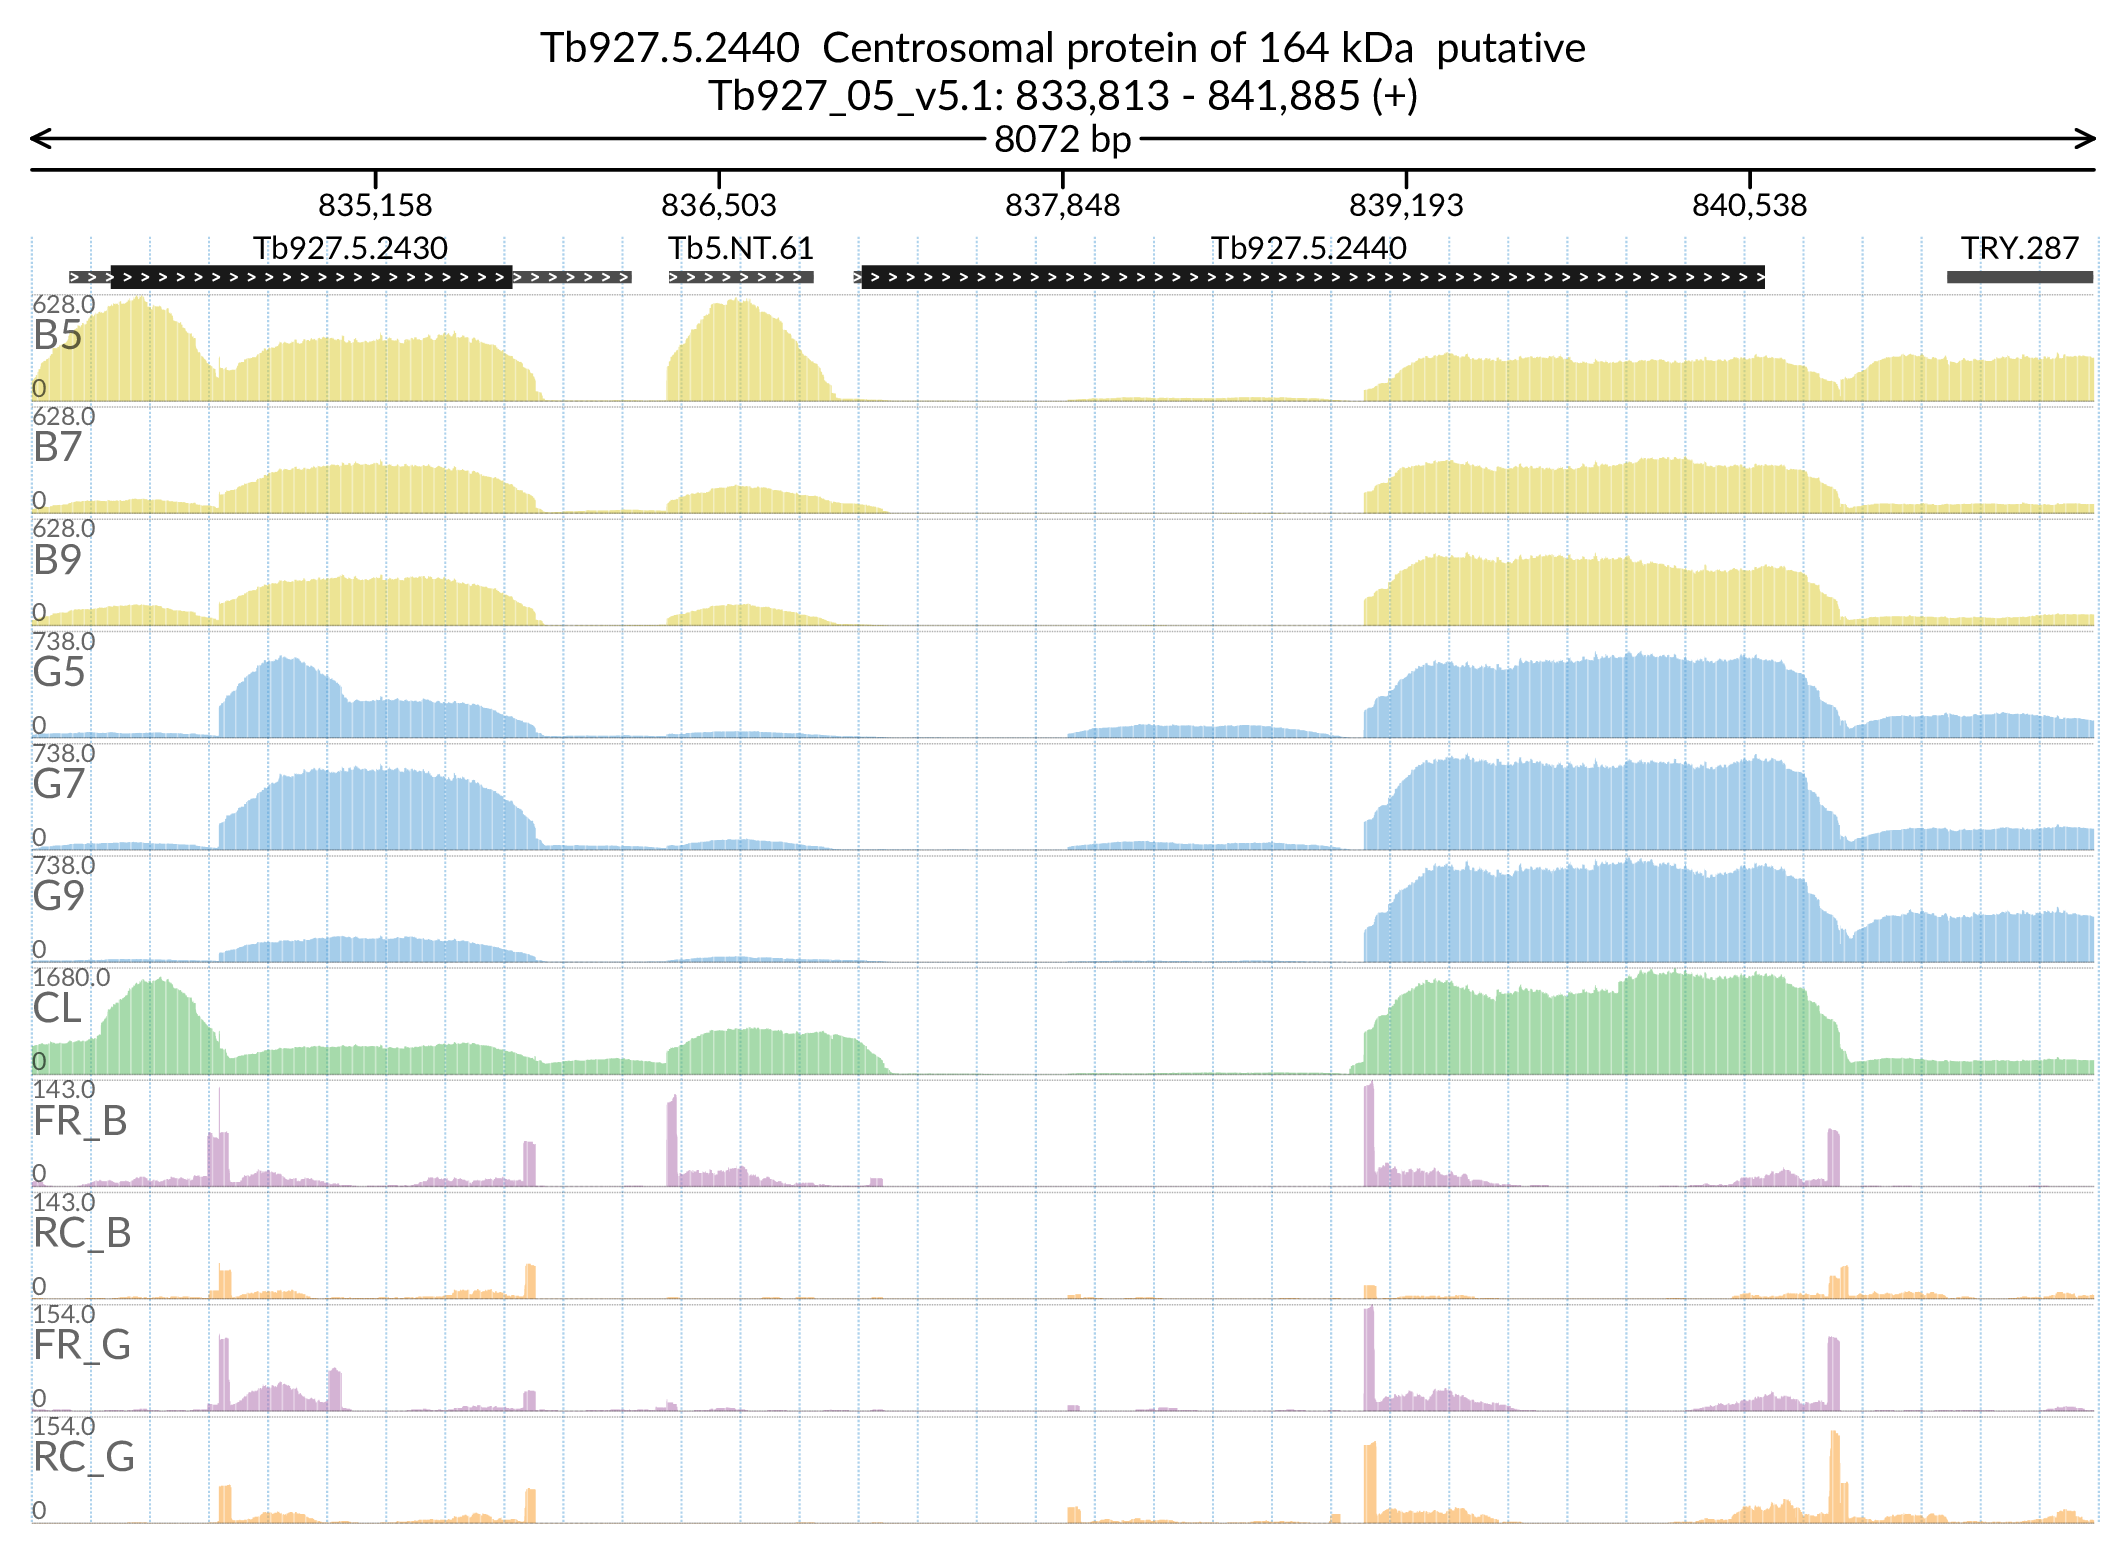 Tb927.5.2440  Centrosomal protein of 164 kDa  putative
Tb927_05_v5.1: 833,813 - 841,885 (+)
8072 bp
835,158 836,503 837,848 839,193 840,538
Tb927.5.2430 Tb5.NT.61 Tb927.5.2440 TRY.287
628.0
B5
0
628.0
B7
0
628.0
B9
0
738.0
G5
0
738.0
G7
0
738.0
G9
0
1680.0
CL
0
143.0
FR_B
0
143.0
RC_B
0
154.0
FR_G
0
154.0
RC_G
0